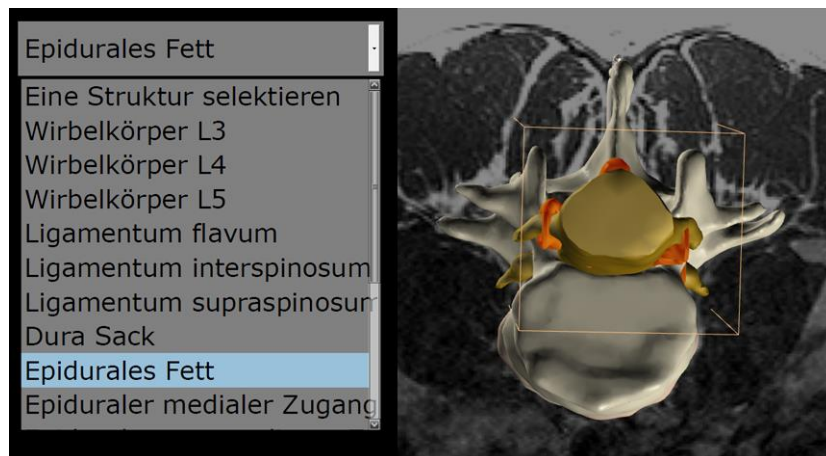 Epidurales Fett
Eine Struktur selektieren
Wirbelkörper L3
Wirbelkörper L4
Wirbelkörper L5
Ligamentum flavum
Ligamentum interspinosum
Ligamentum
Dura Sack
Epidurales Fett
Epiduraler medialer Zugang